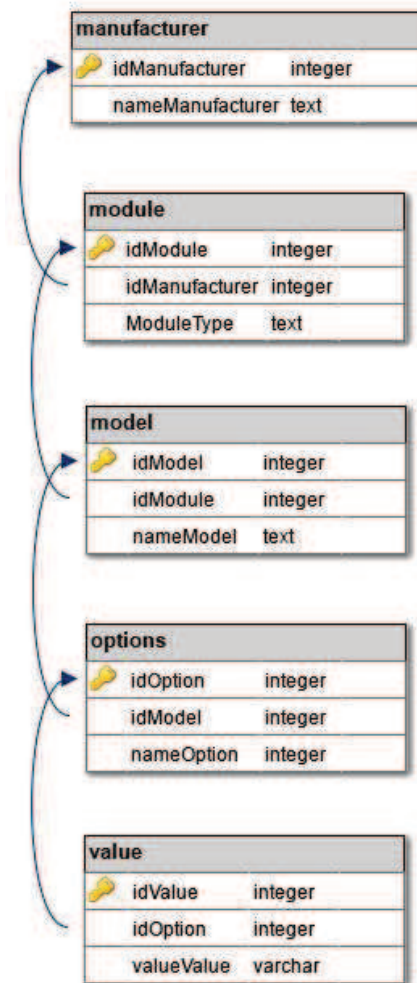 manufacturer
idManufacturer integer
nameManufacturer text
module
idModule integer
idManufacturer integer
ModuleType text
model
idModel integer
idModule integer
nameModel text
options
idOption integer
idModel integer
nameOption integer
value
idValue integer
idOption integer
valueValue varchar